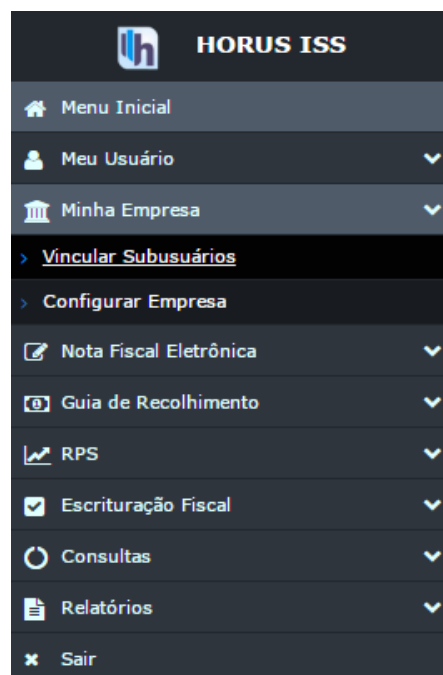 HORUS ISS
Menu Inicial
Meu Usuário
Minha Empresa
Vincular Subusuários
Configurar Empresa
Nota Fiscal Eletrônica
Guia de Recolhimento
RPS
Escrituração Fiscal
Consultas
Relatórios
Sair